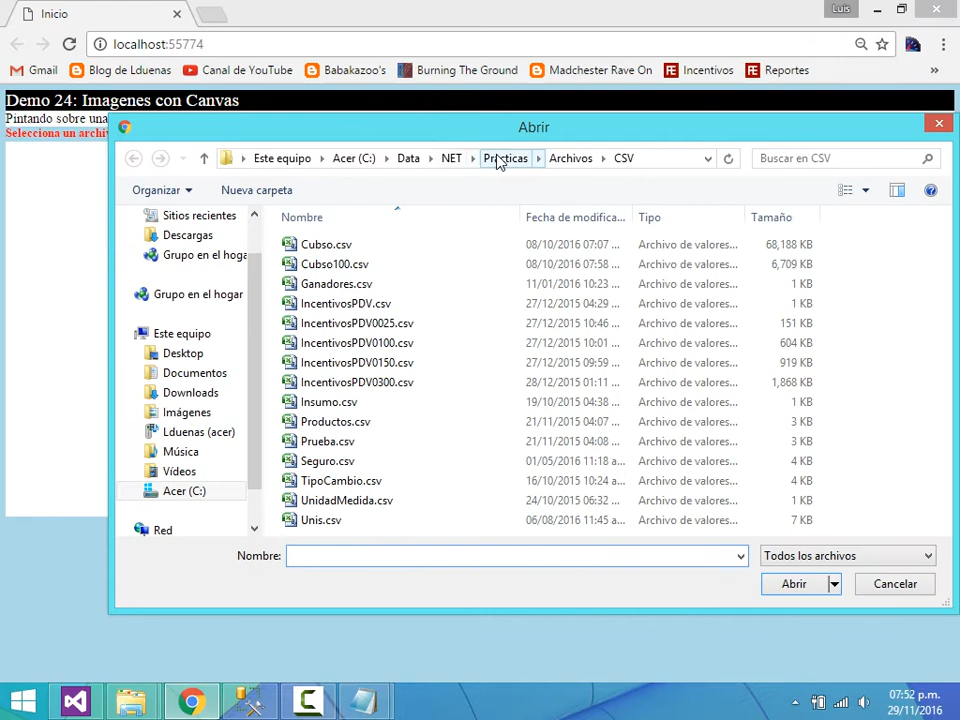 Inicio
Luis
localhost:55774
Gmail Blog de Lduenas Canal de YouTube Babakazoo's Burning The Ground Madchester Rave On Incentivos Reportes »
Demo 24: Imagenes con Canvas
Pintando sobre una
Selecciona un archiv
Abrir
Este equipo Acer (C:) Data NET Practicas Archivos CSV
Buscar en CSV
Organizar Nueva carpeta
Nombre Fecha de modifica... Tipo Tamaño
Sitios recientes
Descargas
Grupo en el hoga
Grupo en el hogar
Este equipo
Desktop
Documentos
Downloads
Imágenes
Lduenas (acer)
Música
Vídeos
Acer (C:)
Red
Cubso.csv 08/10/2016 07:07 ... Archivo de valores... 68,188 KB
Cubso100.csv 08/10/2016 07:58 ... Archivo de valores... 6,709 KB
Ganadores.csv 11/01/2016 10:23 ... Archivo de valores... 1 KB
IncentivosPDV.csv 27/12/2015 04:29 ... Archivo de valores... 1 KB
IncentivosPDV0025.csv 27/12/2015 10:46 ... Archivo de valores... 151 KB
IncentivosPDV0100.csv 27/12/2015 10:01 ... Archivo de valores... 604 KB
IncentivosPDV0150.csv 27/12/2015 09:59 ... Archivo de valores... 919 KB
IncentivosPDV0300.csv 28/12/2015 01:11 ... Archivo de valores... 1,868 KB
Insumo.csv 19/10/2015 04:38 ... Archivo de valores... 1 KB
Productos.csv 21/11/2015 04:07 ... Archivo de valores... 3 KB
Prueba.csv 21/11/2015 04:08 ... Archivo de valores... 3 KB
Seguro.csv 01/05/2016 11:18 a... Archivo de valores... 4 KB
TipoCambio.csv 16/10/2015 10:24 a... Archivo de valores... 4 KB
UnidadMedida.csv 24/10/2015 06:32 ... Archivo de valores... 1 KB
Unis.csv 06/08/2016 11:45 a... Archivo de valores... 7 KB
Nombre:
Todos los archivos
Abrir Cancelar
07:52 p.m.
29/11/2016